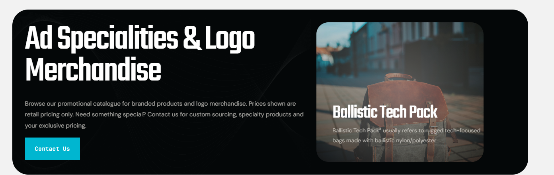 Ad Specialities & Logo
Merchandise
Browse our promotional catalogue for branded products and logo merchandise. Prices shown are
retail pricing only. Need something special? Contact us for custom sourcing, specialty products and
your exclusive pricing.
Contact Us
Ballistic Tech Pack
Ballistic Tech Pack" usually refers to rugged tech-focused
bags made with ballistic nylon/polyester